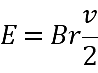 E = Br v/2